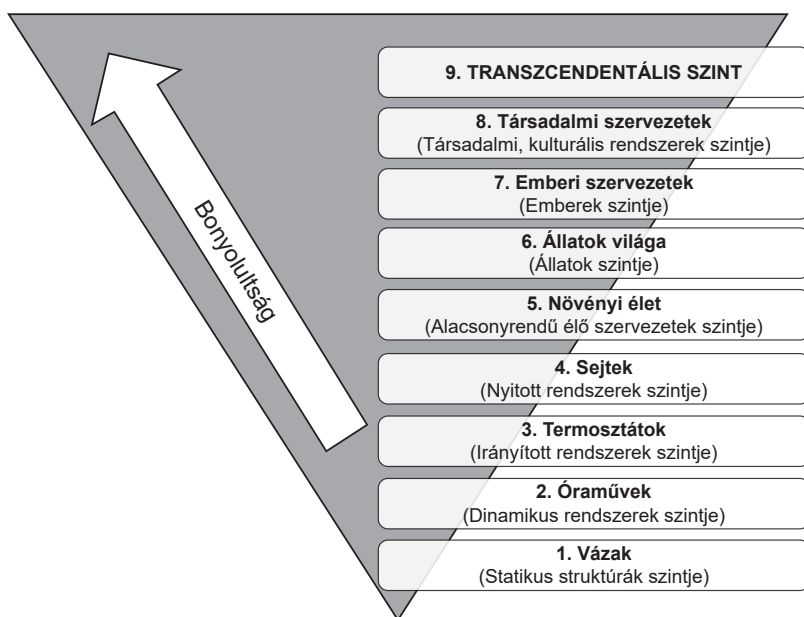 9. TRANSZCENDENTÁLIS SZINT
8. Társadalmi szervezetek
(Társadalmi, kulturális rendszerek szintje)
7. Emberi szervezetek
(Emberek szintje)
6. Állatok világa
(Állatok szintje)
5. Növényi élet
(Alacsonyrendű élő szervezetek szintje)
4. Sejtek
(Nyitott rendszerek szintje)
3. Termosztátok
(Irányított rendszerek szintje)
2. Óraművek
(Dinamikus rendszerek szintje)
1. Vázak
(Statikus struktúrák szintje)
Bonyolultság